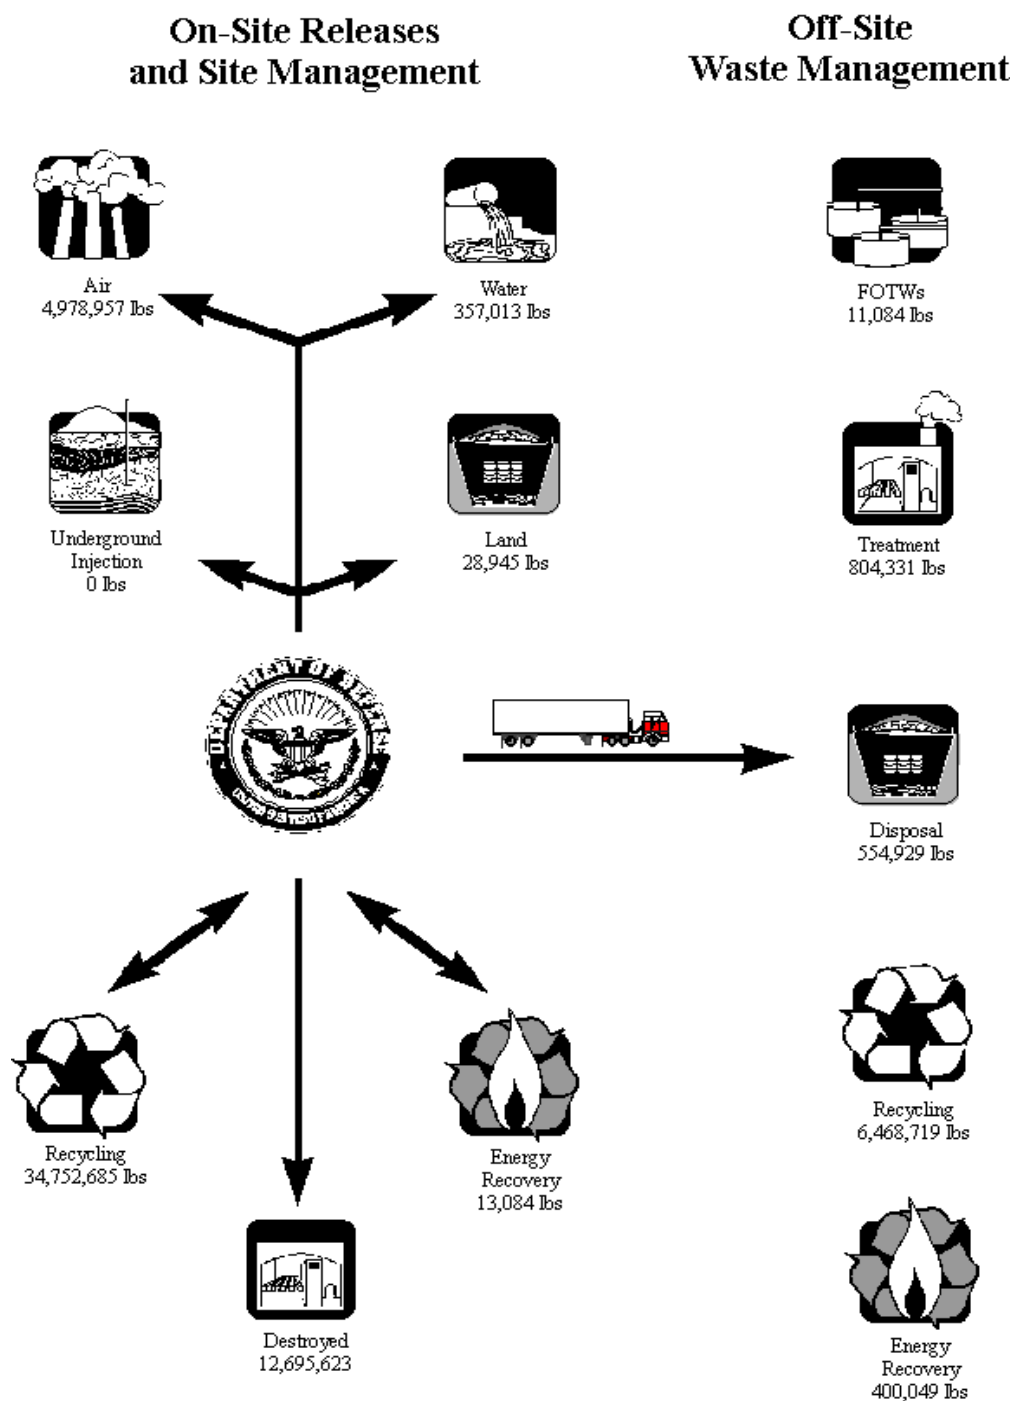 On-Site Releases
and Site Management
Off-Site
Waste Management
Air
4,978,957 lbs
Water
357,013 lbs
FOTWs
11,084 lbs
Underground
Injection
0 lbs
Land
28,945 lbs
Treatment
804,331 lbs
DEPARTMENT OF DEFENSE
Disposal
554,929 lbs
Recycling
34,752,685 lbs
Energy
Recovery
13,084 lbs
Recycling
6,468,719 lbs
Destroyed
12,695,623
Energy
Recovery
400,049 lbs